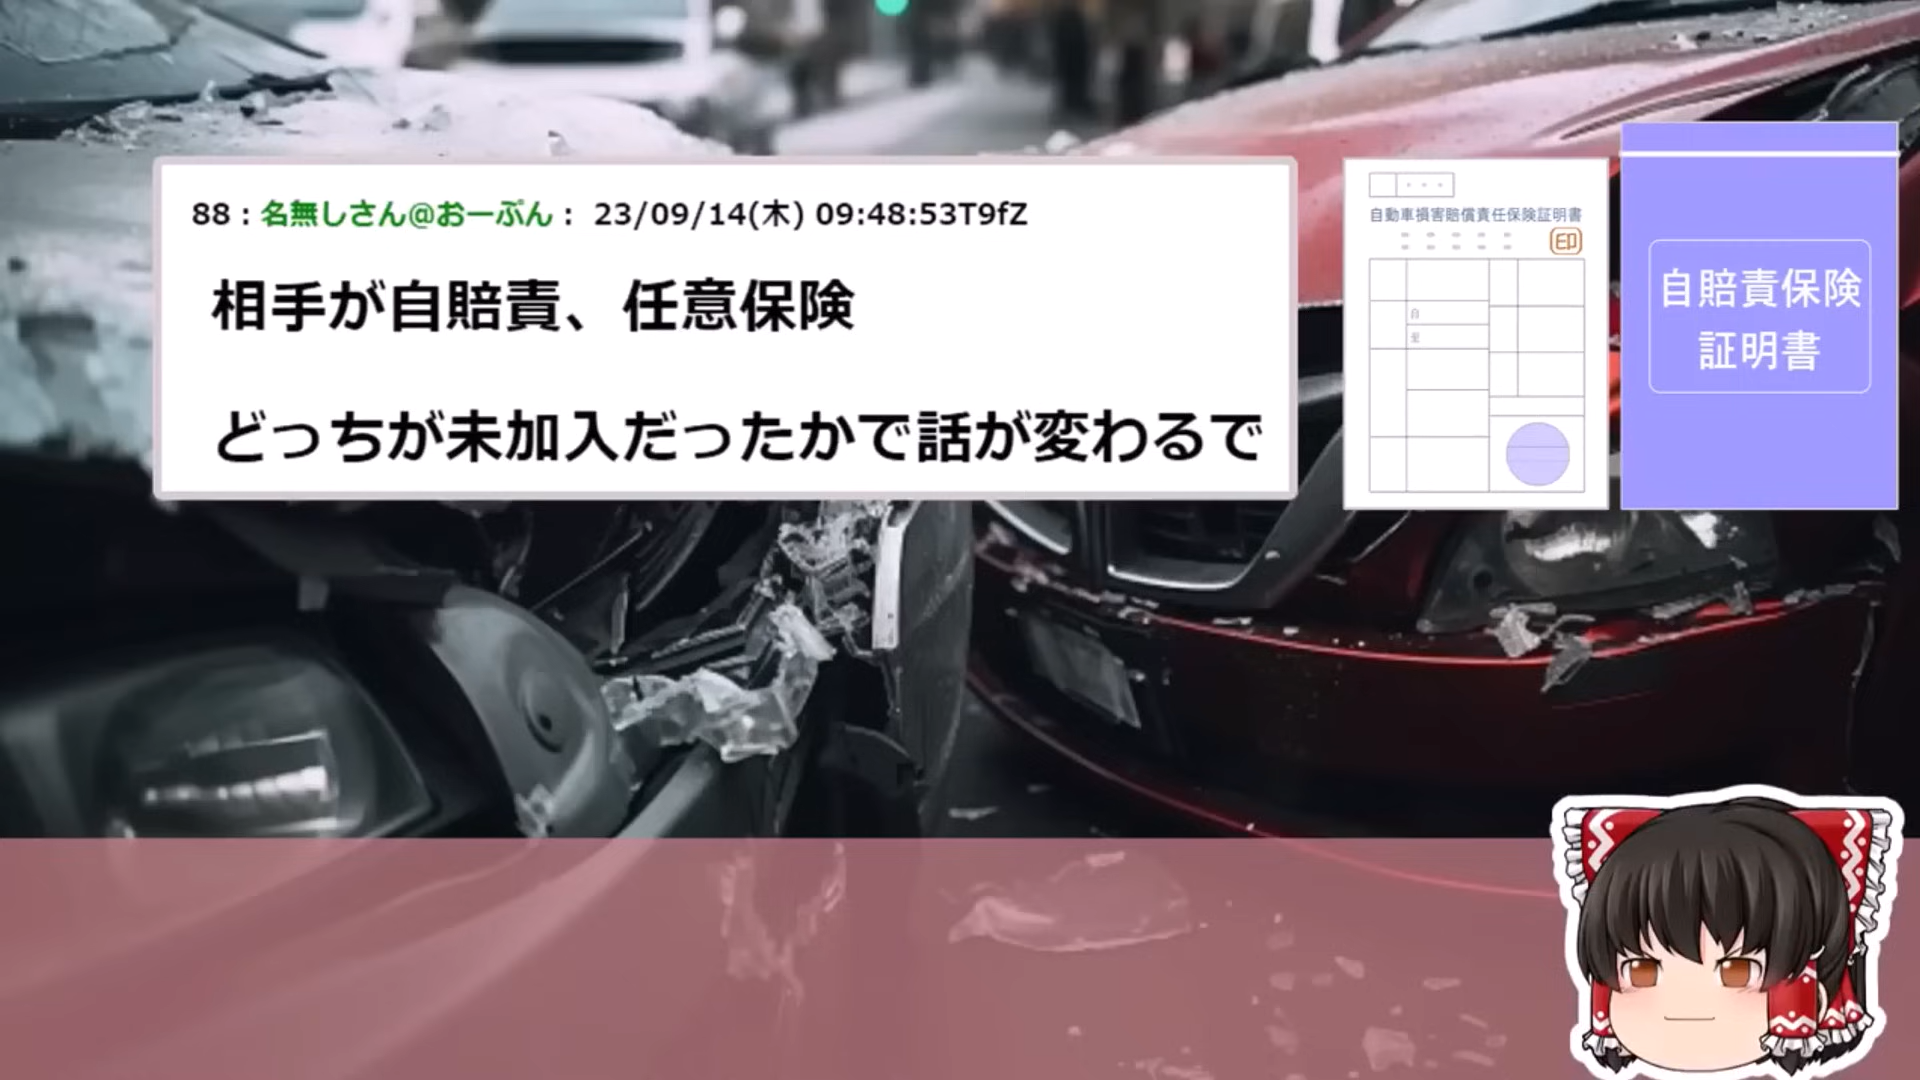 88：名無しさん@おーぷん： 23/09/14(木) 09:48:53T9fZ
相手が自賠責、任意保険
どっちが未加入だったかで話が変わるで
自動車損害賠償責任保険証明書
印
自
至
自賠責保険
証明書